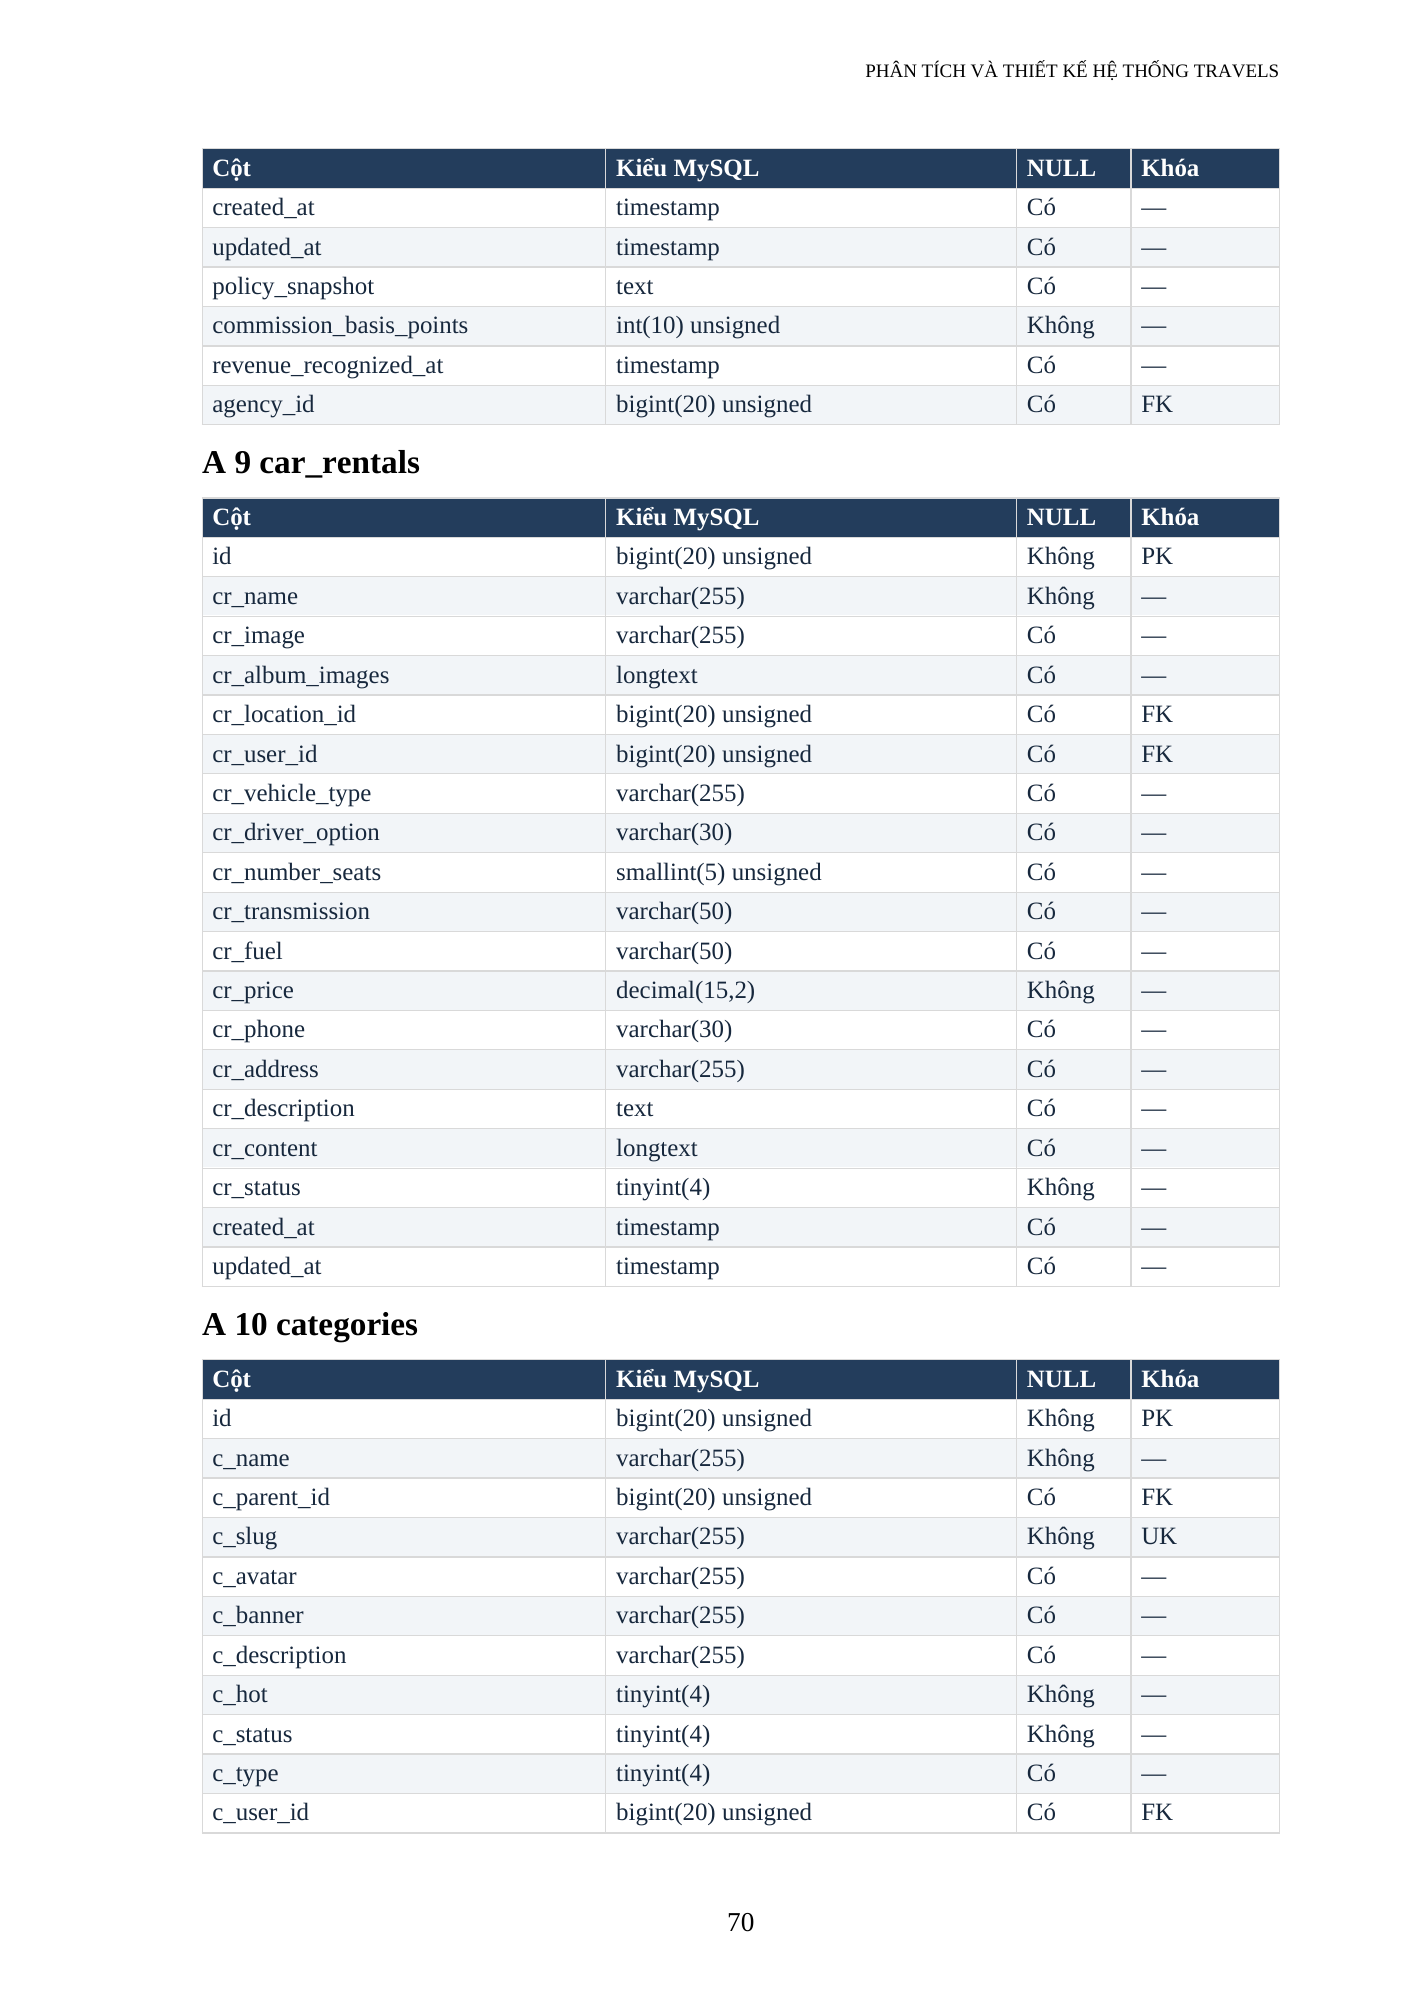 PHÂN TÍCH VÀ THIẾT KẾ HỆ THỐNG TRAVELS
Cột Kiểu MySQL NULL Khóa
created_at timestamp Có —
updated_at timestamp Có —
policy_snapshot text Có —
commission_basis_points int(10) unsigned Không —
revenue_recognized_at timestamp Có —
agency_id bigint(20) unsigned Có FK
A 9 car_rentals
Cột Kiểu MySQL NULL Khóa
id bigint(20) unsigned Không PK
cr_name varchar(255) Không —
cr_image varchar(255) Có —
cr_album_images longtext Có —
cr_location_id bigint(20) unsigned Có FK
cr_user_id bigint(20) unsigned Có FK
cr_vehicle_type varchar(255) Có —
cr_driver_option varchar(30) Có —
cr_number_seats smallint(5) unsigned Có —
cr_transmission varchar(50) Có —
cr_fuel varchar(50) Có —
cr_price decimal(15,2) Không —
cr_phone varchar(30) Có —
cr_address varchar(255) Có —
cr_description text Có —
cr_content longtext Có —
cr_status tinyint(4) Không —
created_at timestamp Có —
updated_at timestamp Có —
A 10 categories
Cột Kiểu MySQL NULL Khóa
id bigint(20) unsigned Không PK
c_name varchar(255) Không —
c_parent_id bigint(20) unsigned Có FK
c_slug varchar(255) Không UK
c_avatar varchar(255) Có —
c_banner varchar(255) Có —
c_description varchar(255) Có —
c_hot tinyint(4) Không —
c_status tinyint(4) Không —
c_type tinyint(4) Có —
c_user_id bigint(20) unsigned Có FK
70